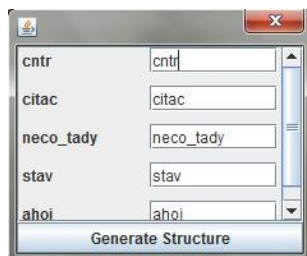 cntr cntr
citac citac
neco_tady neco_tady
stav stav
ahoi ahoi
Generate Structure